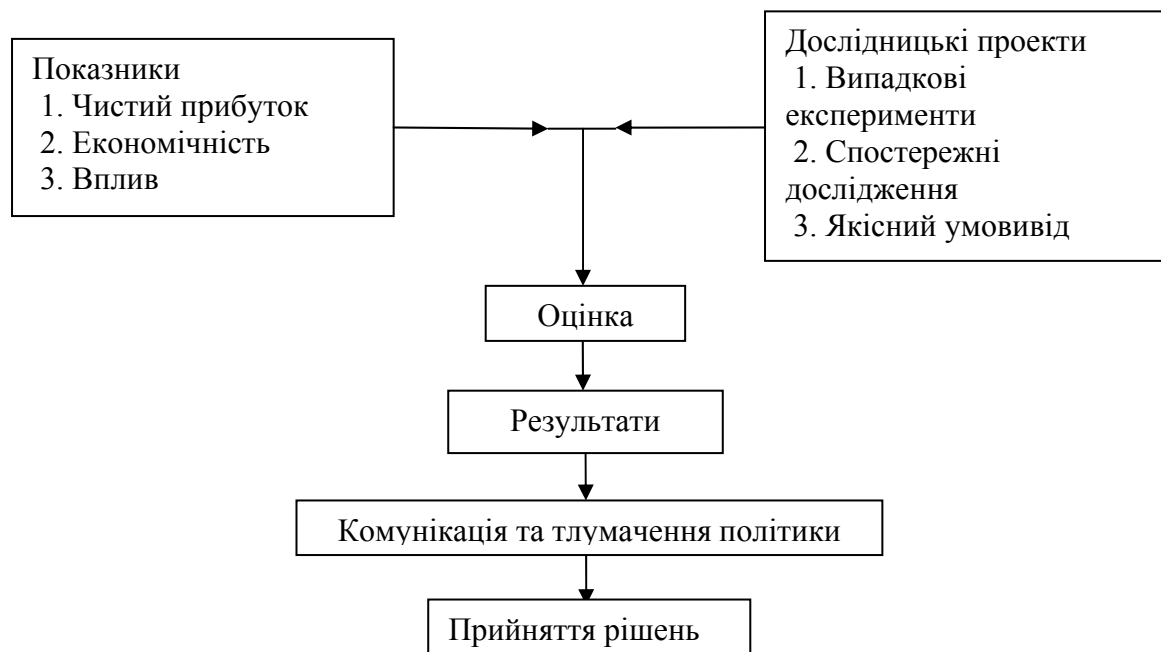 Показники
1. Чистий прибуток
2. Економічність
3. Вплив
Дослідницькі проекти
1. Випадкові
експерименти
2. Спостережні
дослідження
3. Якісний умовивід
Оцінка
Результати
Комунікація та тлумачення політики
Прийняття рішень